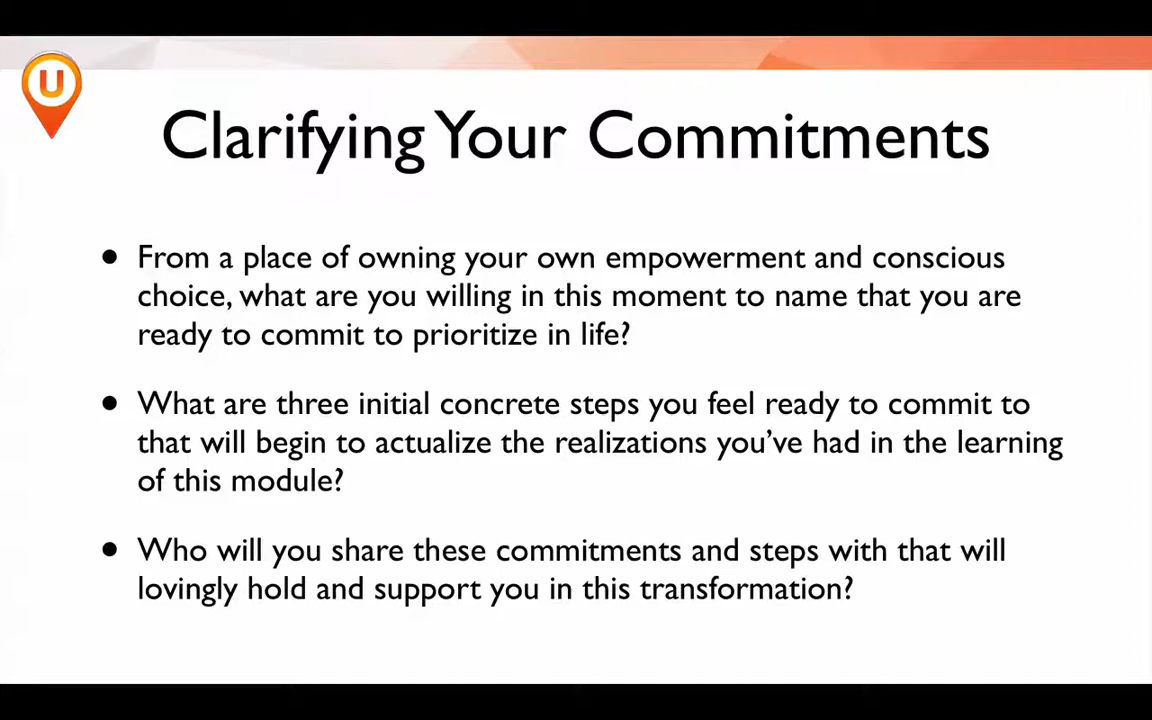 U
Clarifying Your Commitments
• From a place of owning your own empowerment and conscious
choice, what are you willing in this moment to name that you are
ready to commit to prioritize in life?
• What are three initial concrete steps you feel ready to commit to
that will begin to actualize the realizations you’ve had in the learning
of this module?
• Who will you share these commitments and steps with that will
lovingly hold and support you in this transformation?